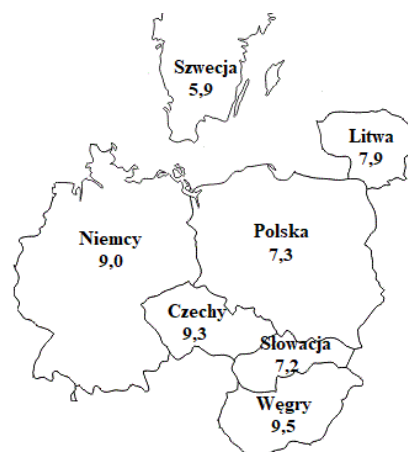 Szwecja
5,9
Litwa
7,9
Niemcy
9,0
Polska
7,3
Czechy
9,3
Słowacja
7,2
Węgry
9,5